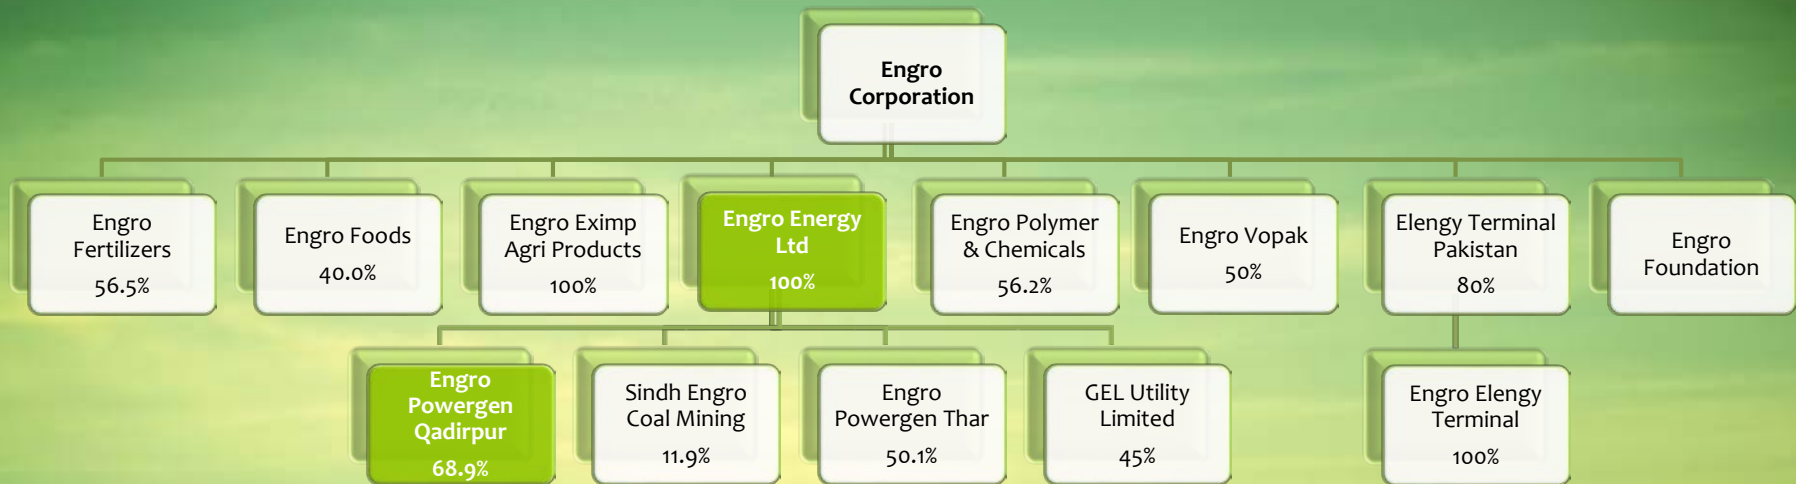 Engro
Corporation
Engro
Fertilizers
56.5%
Engro Foods
40.0%
Engro Eximp
Agri Products
100%
Engro Energy
Ltd
100%
Engro Polymer
& Chemicals
56.2%
Engro Vopak
50%
Elengy Terminal
Pakistan
80%
Engro
Foundation
Engro
Powergen
Qadirpur
68.9%
Sindh Engro
Coal Mining
11.9%
Engro
Powergen Thar
50.1%
GEL Utility
Limited
45%
Engro Elengy
Terminal
100%